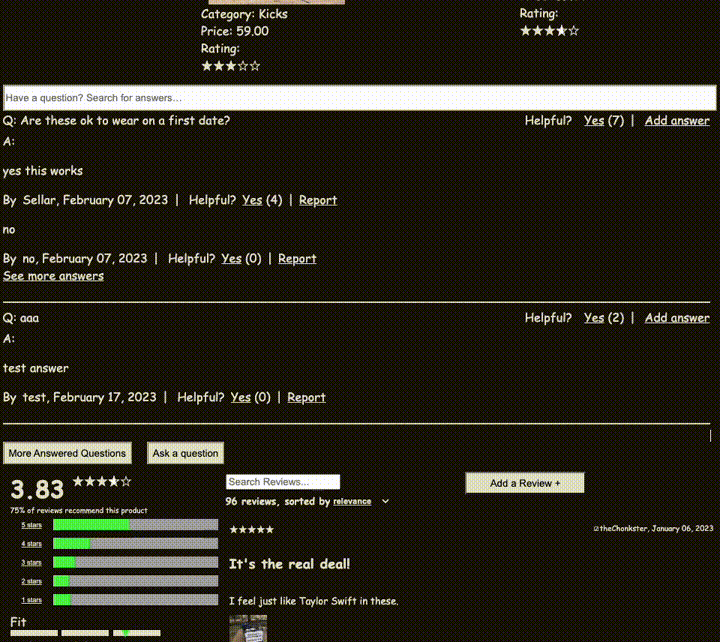 Category: Kicks
Price: 59.00
Rating:
Rating:
Have a question? Search for answers...
Q: Are these ok to wear on a first date?
Helpful? Yes (7) | Add answer
A:
yes this works
By Sellar, February 07, 2023 | Helpful? Yes (4) | Report
no
By no, February 07, 2023 | Helpful? Yes (0) | Report
See more answers
Q: aaa
Helpful? Yes (2) | Add answer
A:
test answer
By test, February 17, 2023 | Helpful? Yes (0) | Report
More Answered Questions
Ask a question
3.83
75% of reviews recommend this product
5 stars
4 stars
3 stars
2 stars
1 stars
Fit
Search Reviews...
Add a Review +
96 reviews, sorted by relevance
theChonkster, January 06, 2023
It's the real deal!
I feel just like Taylor Swift in these.